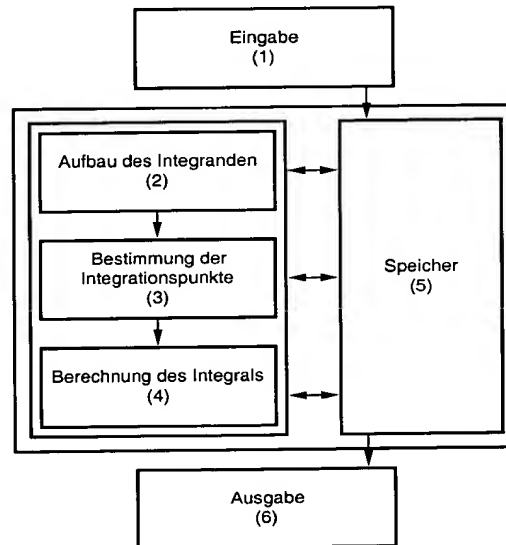 Eingabe
(1)
Aufbau des Integranden
(2)
Bestimmung der
Integrationspunkte
(3)
Berechnung des Integrals
(4)
Speicher
(5)
Ausgabe
(6)